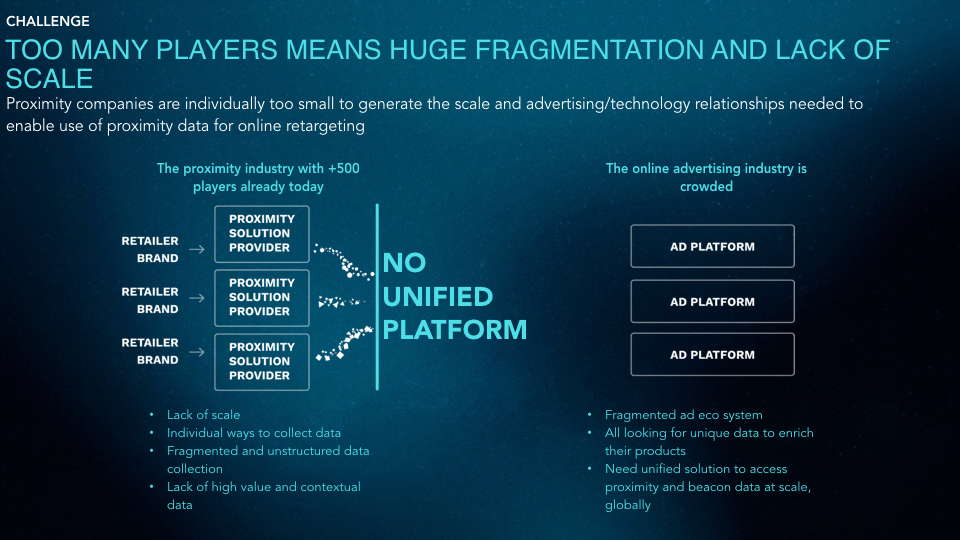 CHALLENGE
TOO MANY PLAYERS MEANS HUGE FRAGMENTATION AND LACK OF
SCALE
Proximity companies are individually too small to generate the scale and advertising/technology relationships needed to
enable use of proximity data for online retargeting
The proximity industry with +500
players already today
RETAILER
BRAND
PROXIMITY
SOLUTION
PROVIDER
RETAILER
BRAND
PROXIMITY
SOLUTION
PROVIDER
RETAILER
BRAND
PROXIMITY
SOLUTION
PROVIDER
NO
UNIFIED
PLATFORM
• Lack of scale
• Individual ways to collect data
• Fragmented and unstructured data
collection
• Lack of high value and contextual
data
The online advertising industry is
crowded
AD PLATFORM
AD PLATFORM
AD PLATFORM
• Fragmented ad eco system
• All looking for unique data to enrich
their products
• Need unified solution to access
proximity and beacon data at scale,
globally